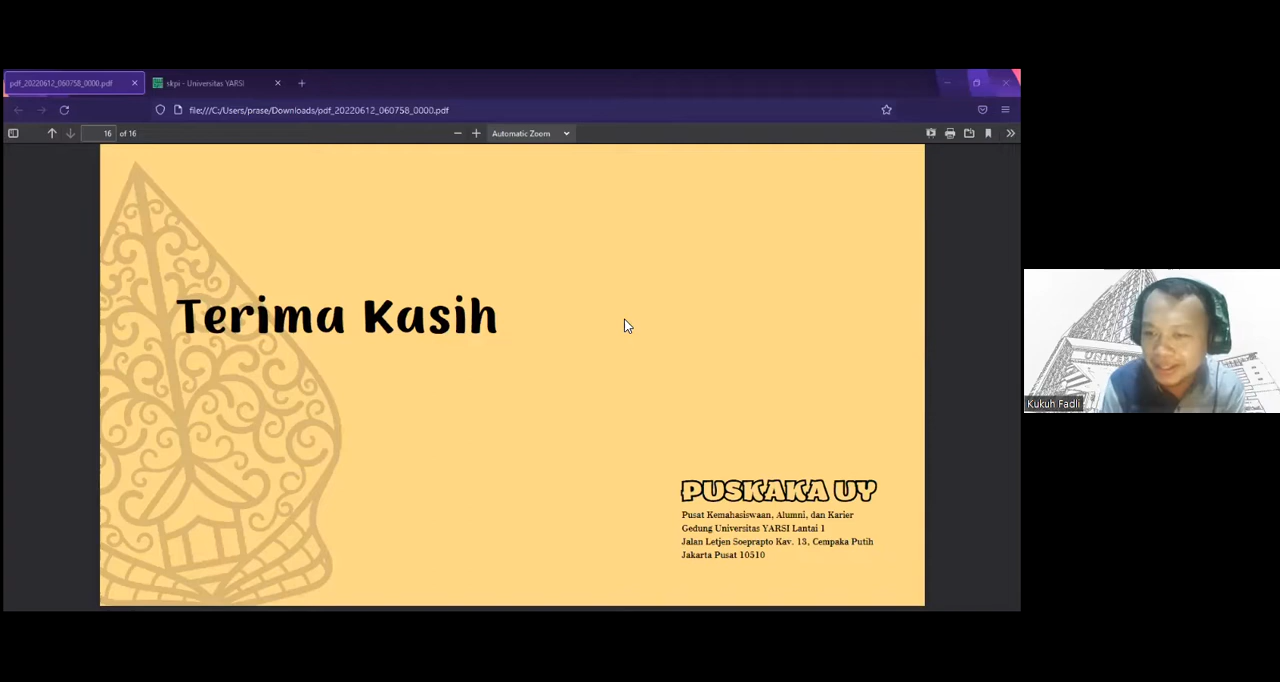 pdf_20220612_060758_0000.pdf
skpi - Universitas YARSI
file:///C:/Users/prase/Downloads/pdf_20220612_060758_0000.pdf
16 of 16
Automatic Zoom
Terima Kasih
PUSKAKA UY
Pusat Kemahasiswaan, Alumni, dan Karier
Gedung Universitas YARSI Lantai 1
Jalan Letjen Soeprapto Kav. 13, Cempaka Putih
Jakarta Pusat 10510
Kukuh Fadli